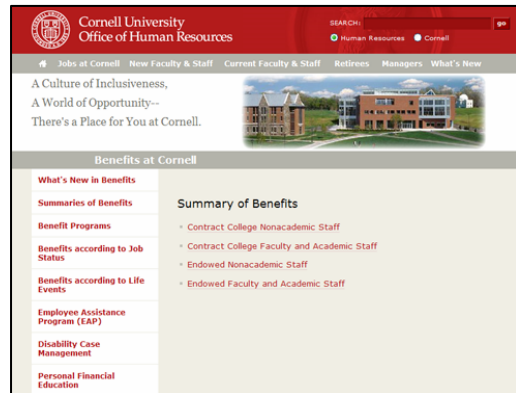 Cornell University
Office of Human Resources
SEARCH:
go
Human Resources Cornell
Jobs at Cornell New Faculty & Staff Current Faculty & Staff Retirees Managers What's New
A Culture of Inclusiveness,
A World of Opportunity--
There's a Place for You at Cornell.
Benefits at Cornell
What's New in Benefits
Summaries of Benefits
Benefit Programs
Benefits according to Job
Status
Benefits according to Life
Events
Employee Assistance
Program (EAP)
Disability Case
Management
Personal Financial
Education
Summary of Benefits
Contract College Nonacademic Staff
Contract College Faculty and Academic Staff
Endowed Nonacademic Staff
Endowed Faculty and Academic Staff